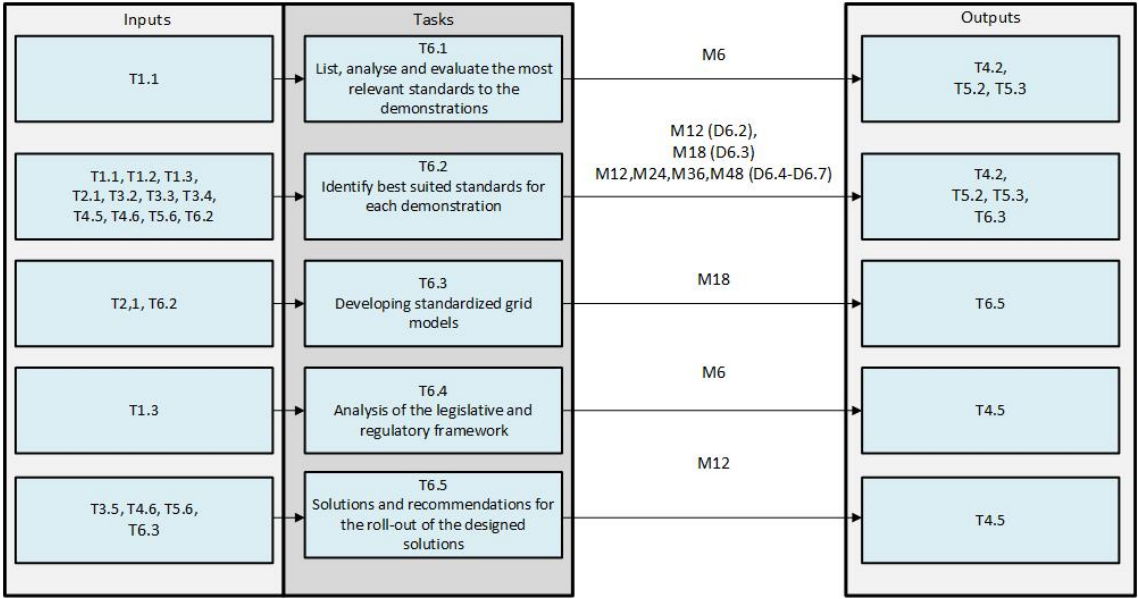 Inputs
Tasks
Outputs
T1.1
T6.1
List, analyse and evaluate the most
relevant standards to the
demonstrations
M6
T4.2,
T5.2, T5.3
T1.1, T1.2, T1.3,
T2.1, T3.2, T3.3, T3.4,
T4.5, T4.6, T5.6, T6.2
T6.2
Identify best suited standards for
each demonstration
M12 (D6.2),
M18 (D6.3)
M12,M24,M36,M48 (D6.4-D6.7)
T4.2,
T5.2, T5.3,
T6.3
T2,1, T6.2
T6.3
Developing standardized grid
models
M18
T6.5
T1.3
T6.4
Analysis of the legislative and
regulatory framework
M6
T4.5
T3.5, T4.6, T5.6,
T6.3
T6.5
Solutions and recommendations for
the roll-out of the designed
solutions
M12
T4.5